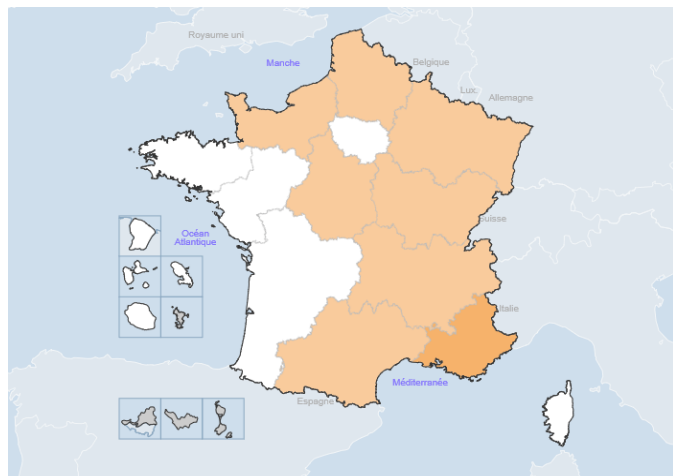 Royaume uni
Manche
Belgique
Lux.
Allemagne
Océan
Atlantique
Suisse
Italie
Méditerranée
Espagne